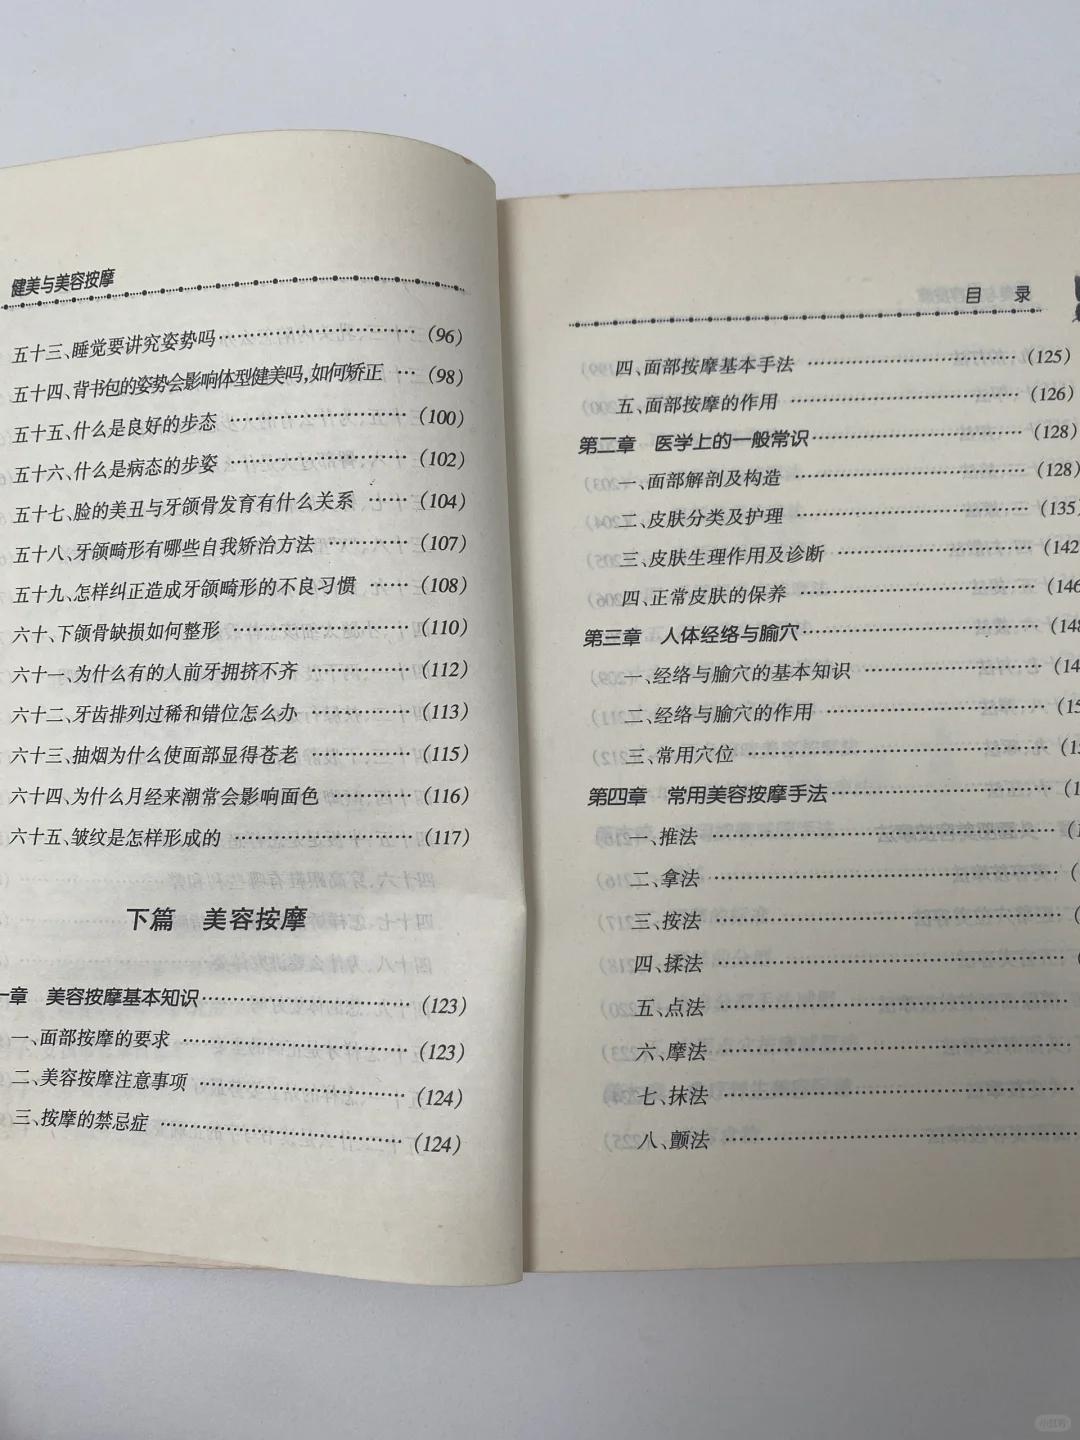 健美与美容按摩
五十三、睡觉要讲究姿势吗……………………(96)
五十四、背书包的姿势会影响体型健美吗,如何矫正…(98)
五十五、什么是良好的步态……………………(100)
五十六、什么是病态的步姿……………………(102)
五十七、脸的美丑与牙颌骨发育有什么关系……(104)
五十八、牙颌畸形有哪些自我矫治方法…………(107)
五十九、怎样纠正造成牙颌畸形的不良习惯……(108)
六十、下颌骨缺损如何整形……………………(110)
六十一、为什么有的人前牙拥挤不齐……………(112)
六十二、牙齿排列过稀和错位怎么办……………(113)
六十三、抽烟为什么使面部显得苍老……………(115)
六十四、为什么月经来潮常会影响面色…………(116)
六十五、皱纹是怎样形成的……………………(117)
下篇 美容按摩
一章 美容按摩基本知识……………………(123)
一、面部按摩的要求……………………(123)
二、美容按摩注意事项……………………(124)
三、按摩的禁忌症……………………(124)
目 录
四、面部按摩基本手法……………………(125)
五、面部按摩的作用……………………(126)
第二章 医学上的一般常识……………………(128)
一、面部解剖及构造……………………(128)
二、皮肤分类及护理……………………(135)
三、皮肤生理作用及诊断……………………(142
四、正常皮肤的保养……………………(146
第三章 人体经络与腧穴……………………(148
一、经络与腧穴的基本知识……………………(14
二、经络与腧穴的作用……………………(15
三、常用穴位……………………(15
第四章 常用美容按摩手法……………………(1
一、推法……………………(1
二、拿法……………………(
三、按法……………………(
四、揉法……………………(
五、点法……………………
六、摩法……………………
七、抹法……………………
八、颤法……………………
小红书